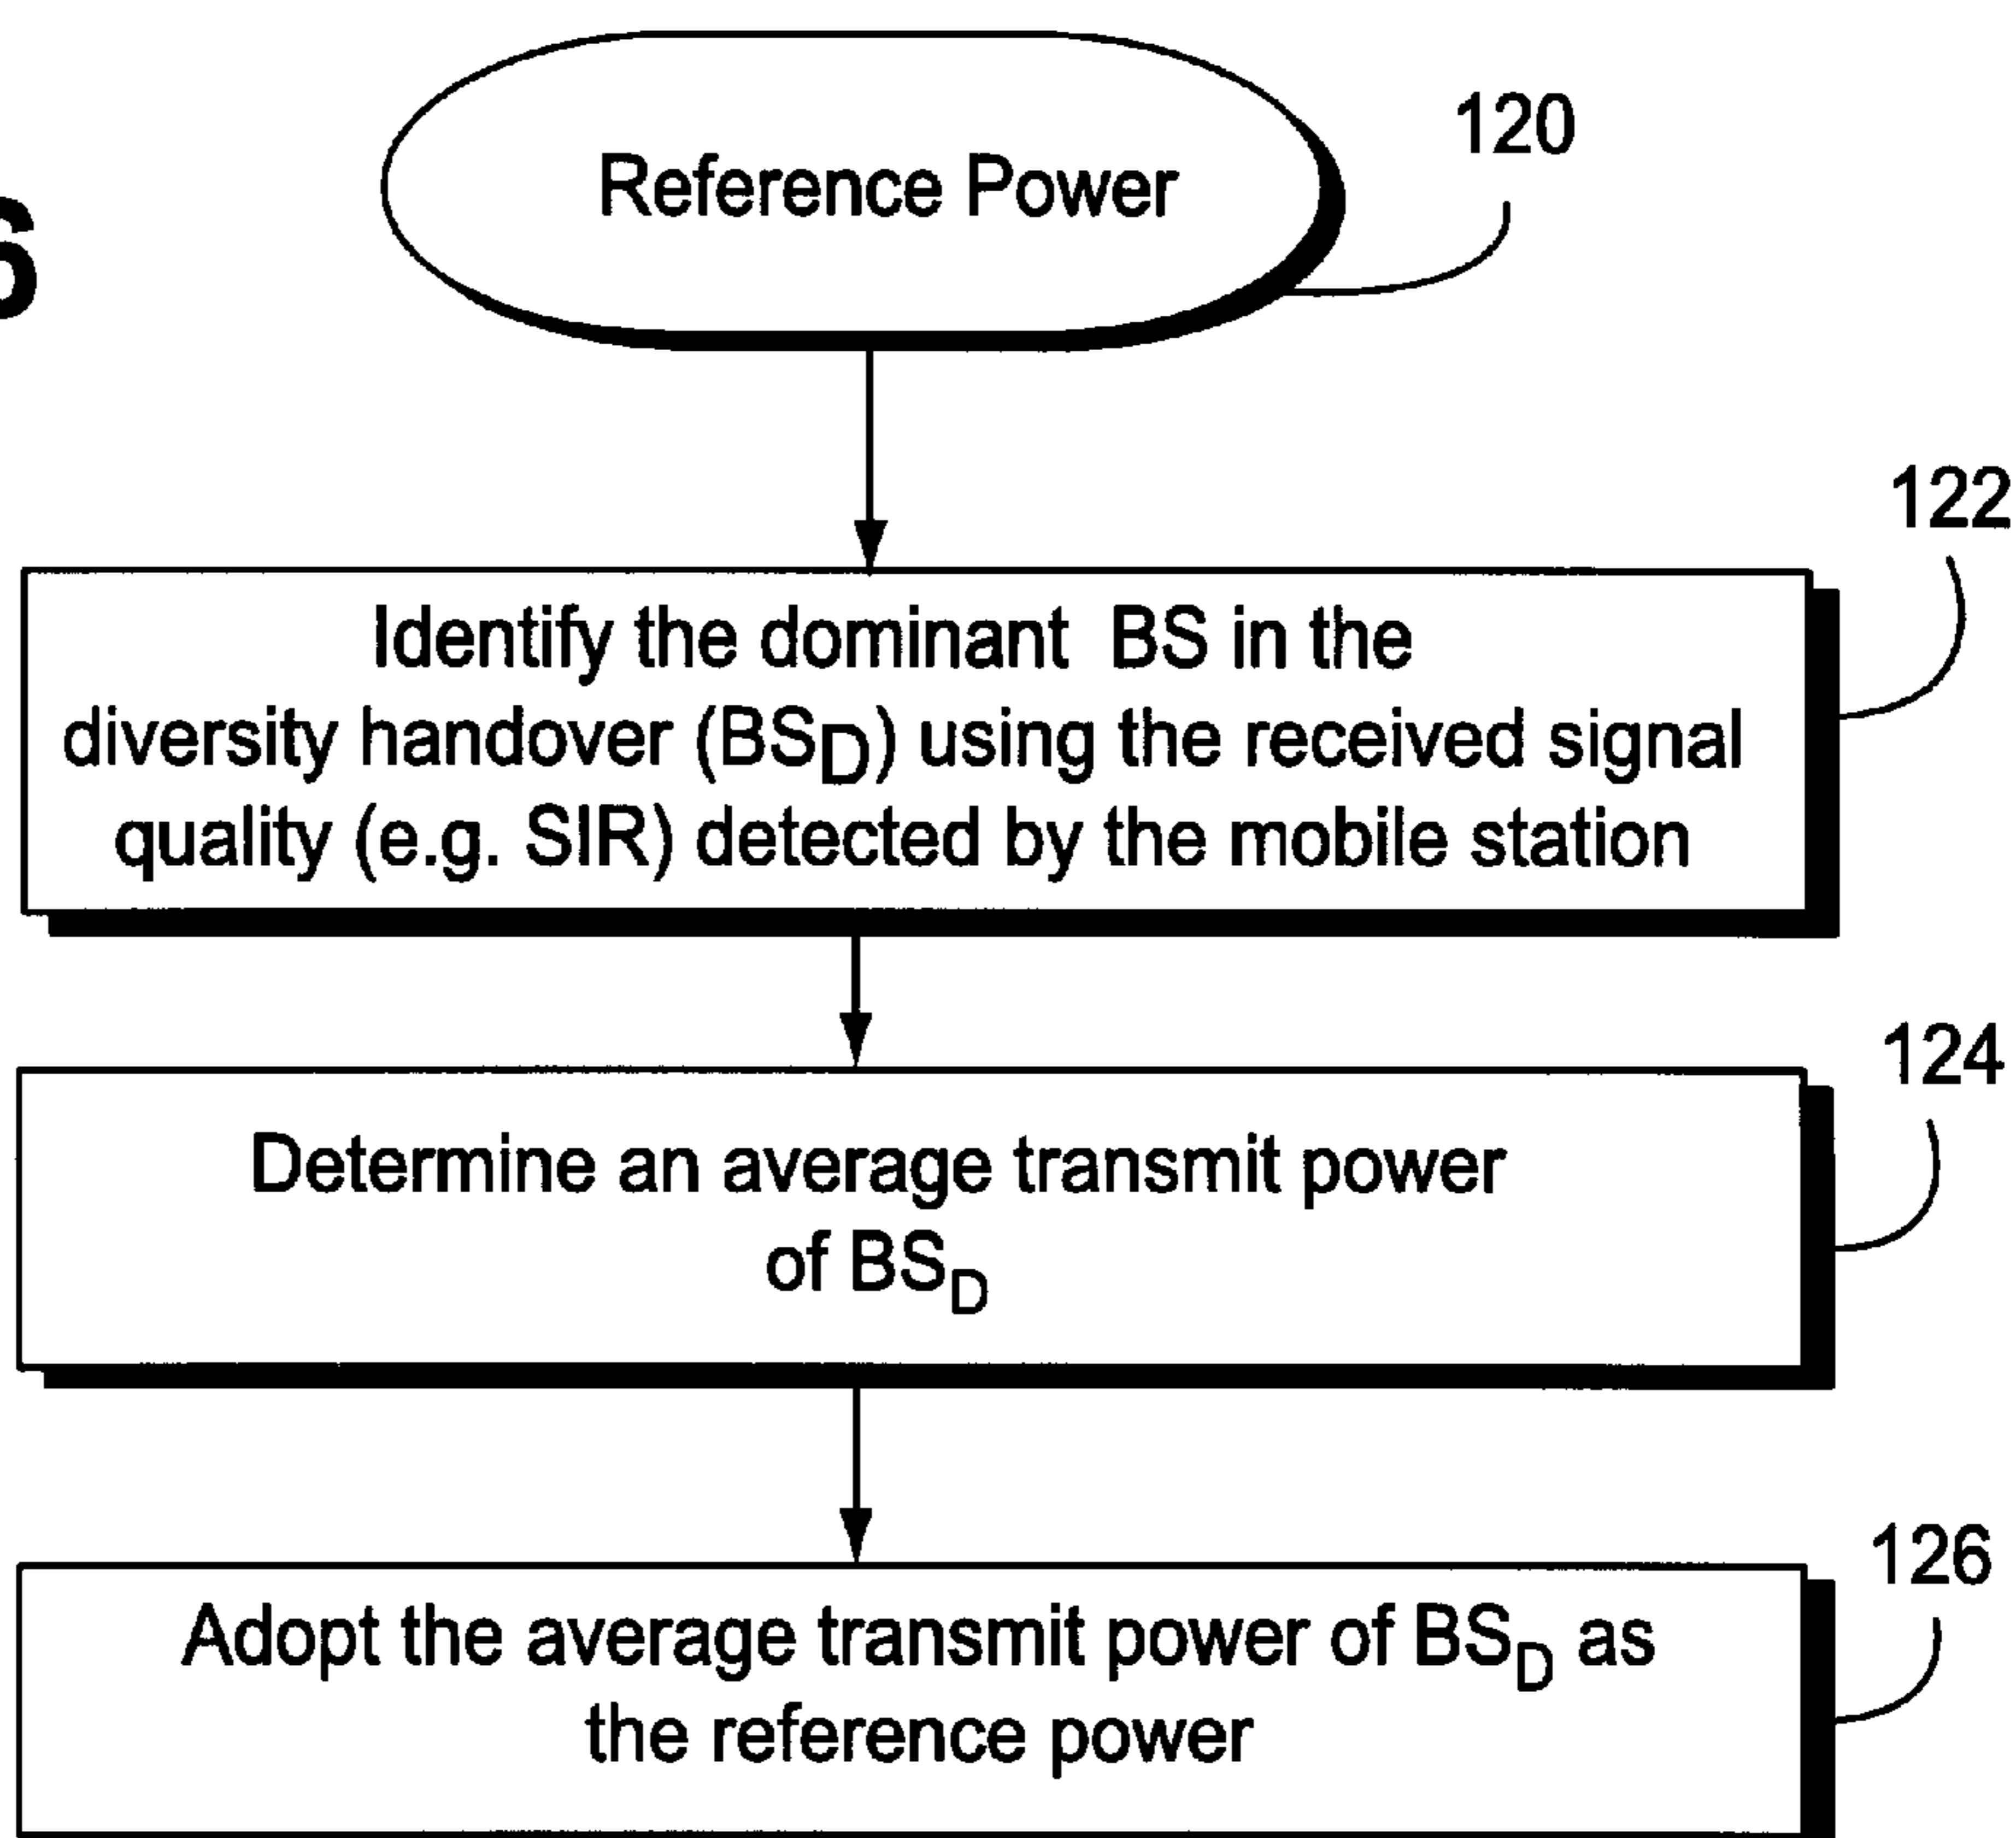 120
Reference Power
122
Identify the dominant BS in the
diversity handover (BSD) using the received signal
quality (e.g. SIR) detected by the mobile station
124
Determine an average transmit power
of BSD
126
Adopt the average transmit power of BSD as
the reference power